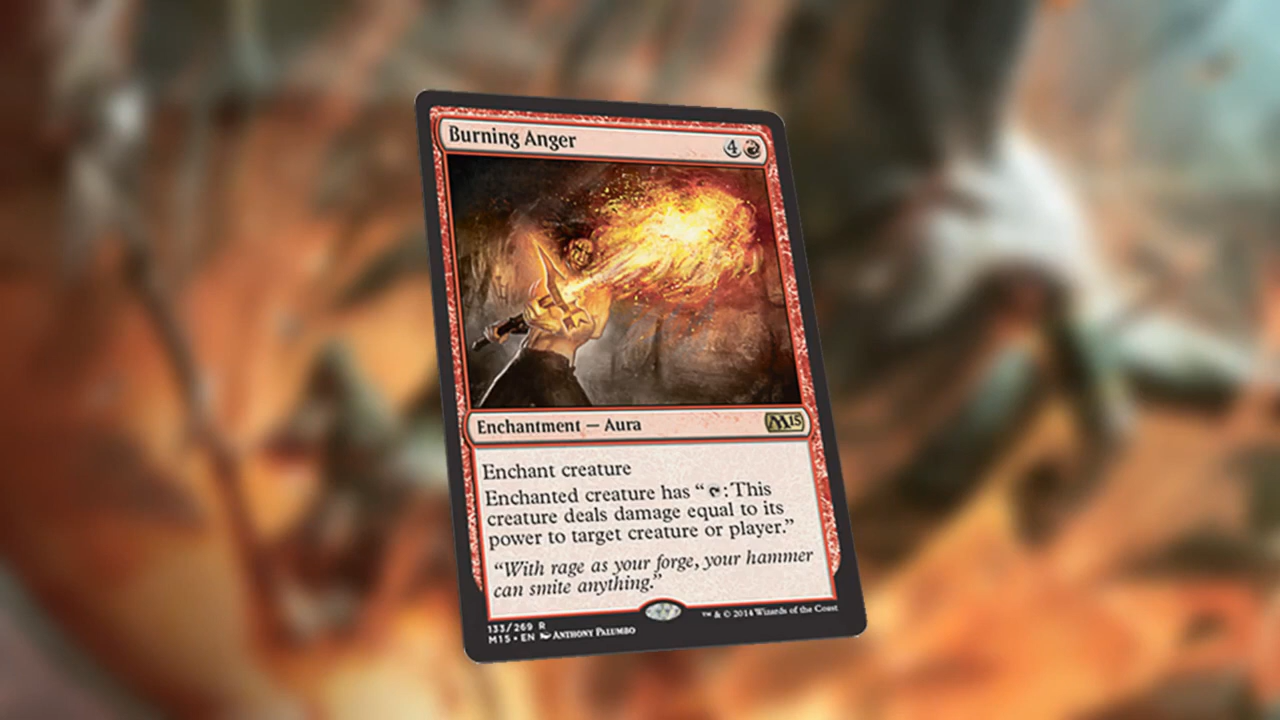 Burning Anger 4
Enchantment — Aura M15
Enchant creature
Enchanted creature has “ : This
creature deals damage equal to its
power to target creature or player.”
“With rage as your forge, your hammer
can smite anything.”
133/269 R
™ & © 2014 Wizards of the Coast
M15 • EN Anthony Palumbo